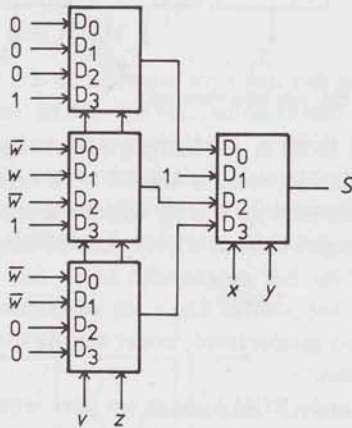 0 D₀
0 D₁
0 D₂
1 D₃
w̅ D₀
w D₁
w̅ D₂
1 D₃
w̅ D₀
w̅ D₁
0 D₂
0 D₃
v z
1
D₀
D₁
D₂
D₃
S
x y